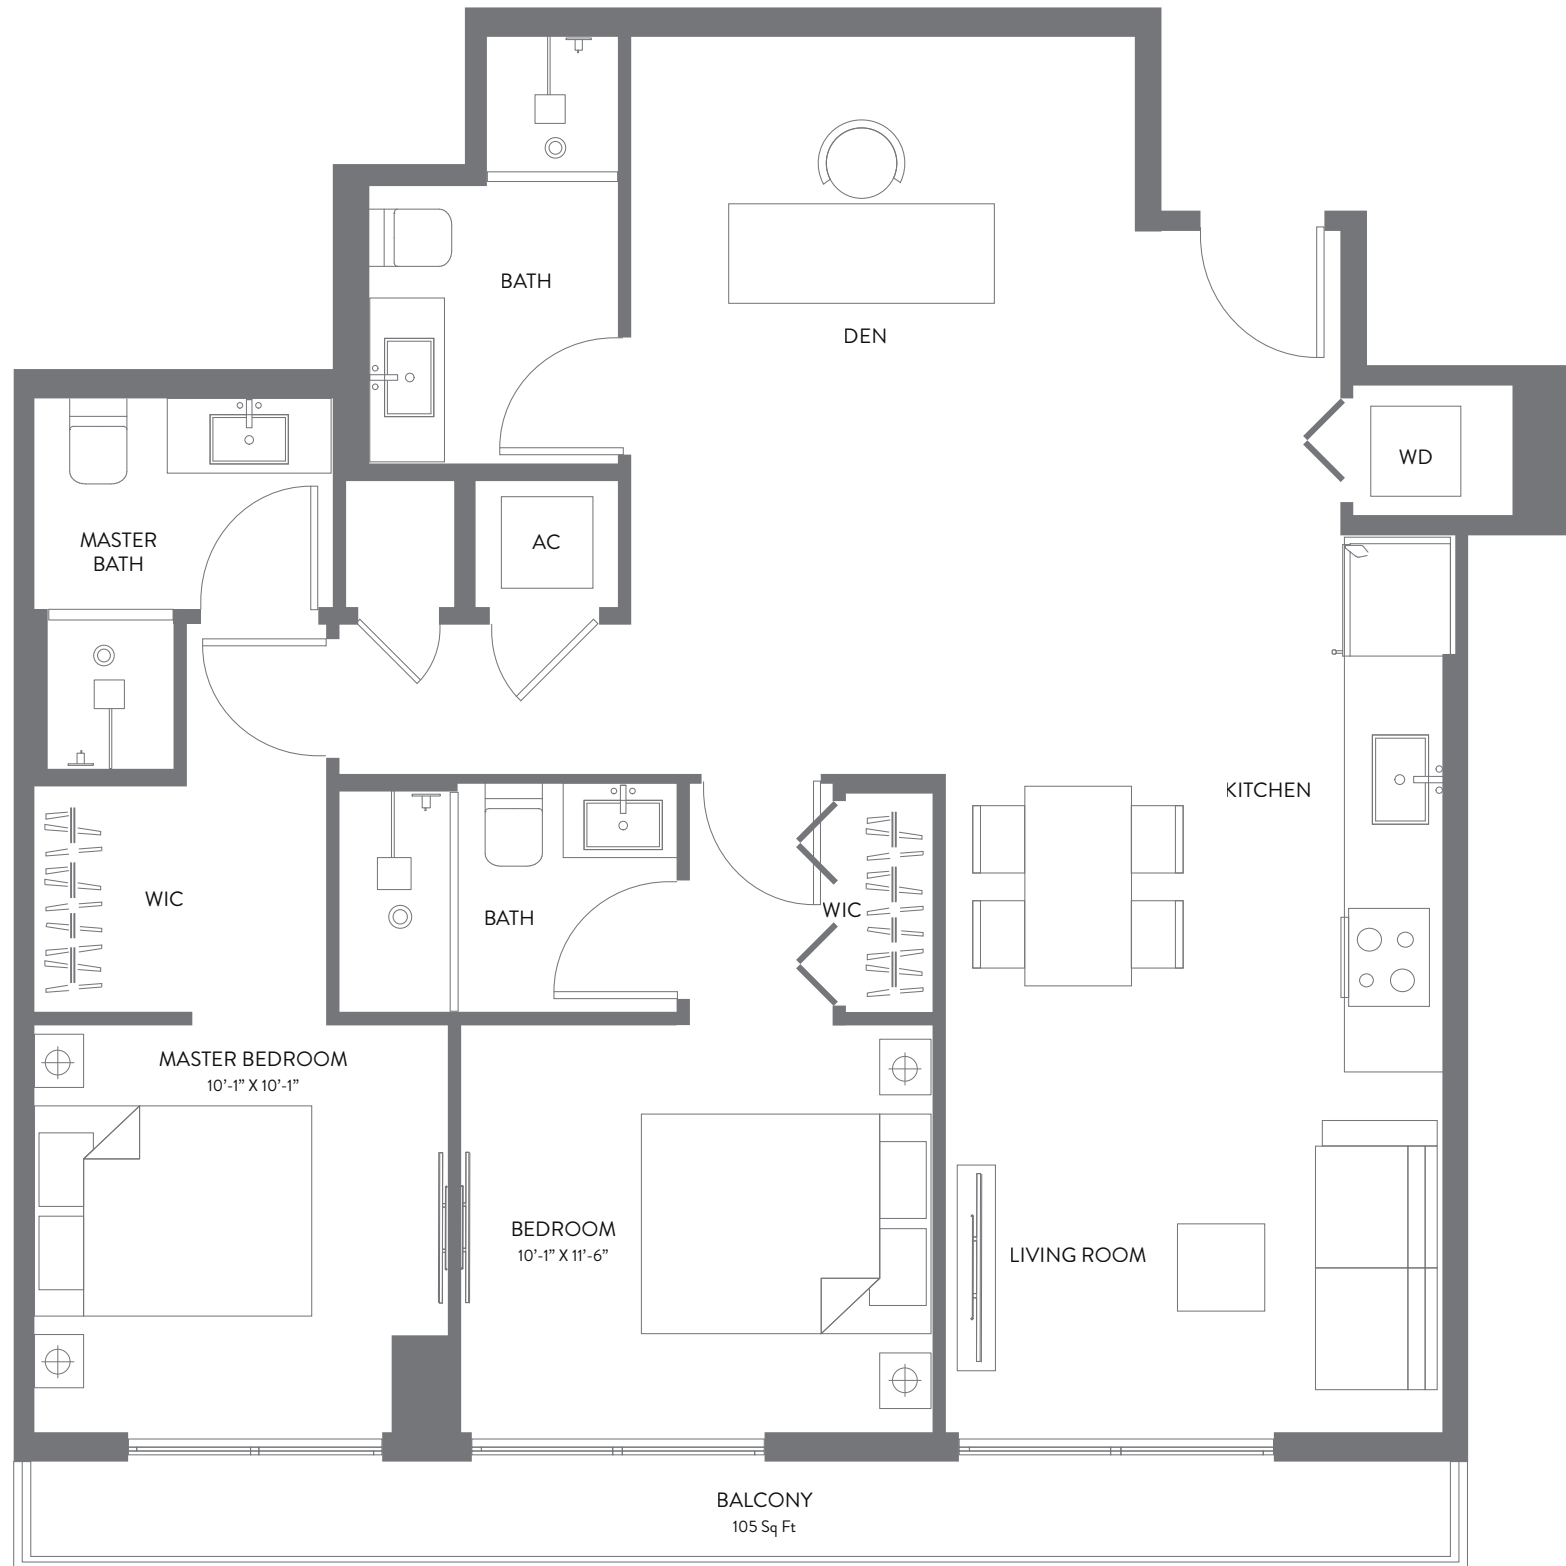 BATH
DEN
WD
MASTER
BATH
AC
KITCHEN
WIC
WIC
BATH
MASTER BEDROOM
10'-1” X 10'-1”
BEDROOM
10'-1” X 11'-6”
LIVING ROOM
BALCONY
105 Sq Ft